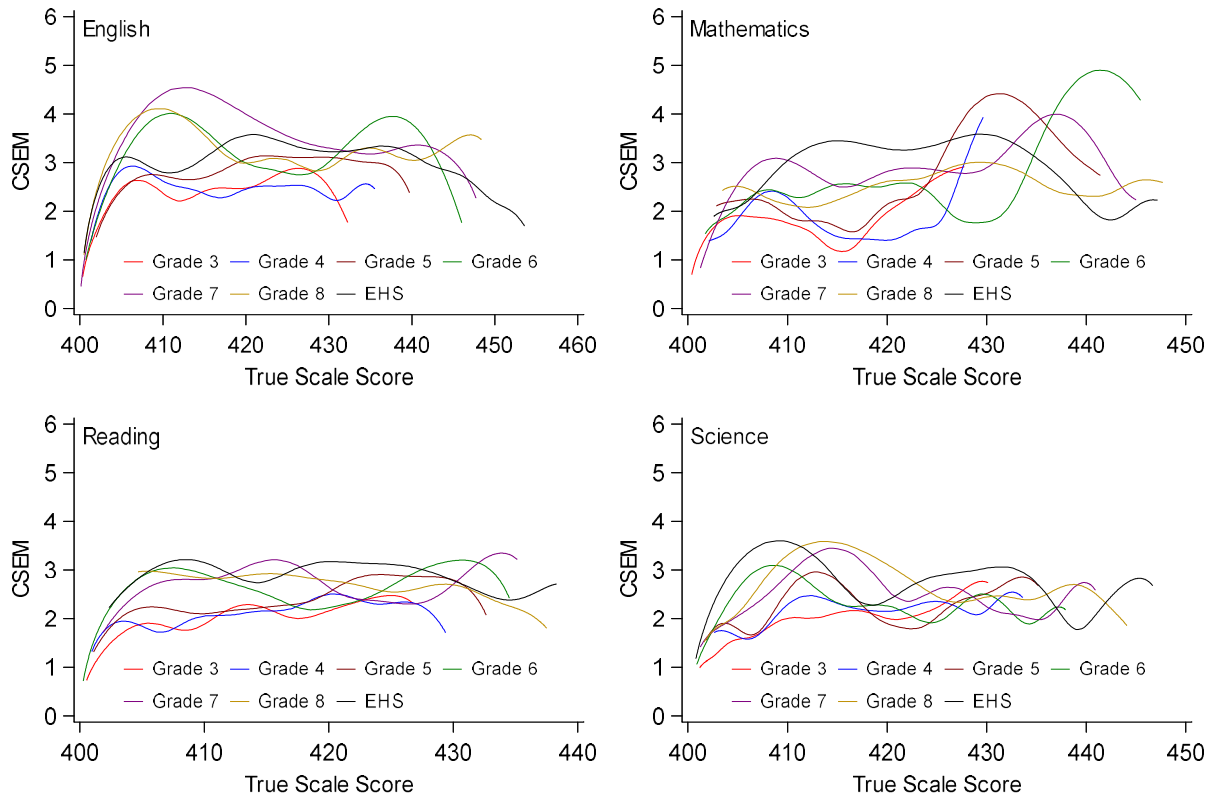 English
CSEM
6
5
4
3
2
1
0
Grade 3 Grade 4 Grade 5 Grade 6
Grade 7 Grade 8 EHS
400 410 420 430 440 450 460
True Scale Score
Mathematics
CSEM
6
5
4
3
2
1
0
Grade 3 Grade 4 Grade 5 Grade 6
Grade 7 Grade 8 EHS
400 410 420 430 440 450
True Scale Score
Reading
CSEM
6
5
4
3
2
1
0
Grade 3 Grade 4 Grade 5 Grade 6
Grade 7 Grade 8 EHS
400 410 420 430 440
True Scale Score
Science
CSEM
6
5
4
3
2
1
0
Grade 3 Grade 4 Grade 5 Grade 6
Grade 7 Grade 8 EHS
400 410 420 430 440 450
True Scale Score